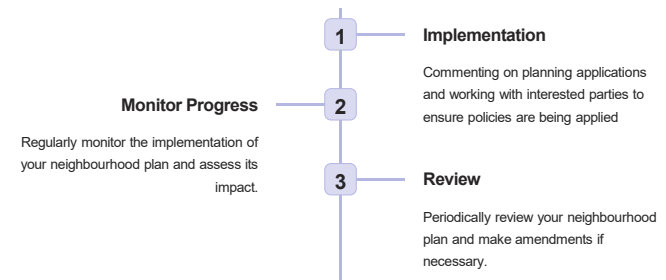 1
Implementation
Commenting on planning applications
and working with interested parties to
ensure policies are being applied
Monitor Progress
2
Regularly monitor the implementation of
your neighbourhood plan and assess its
impact.
3
Review
Periodically review your neighbourhood
plan and make amendments if
necessary.